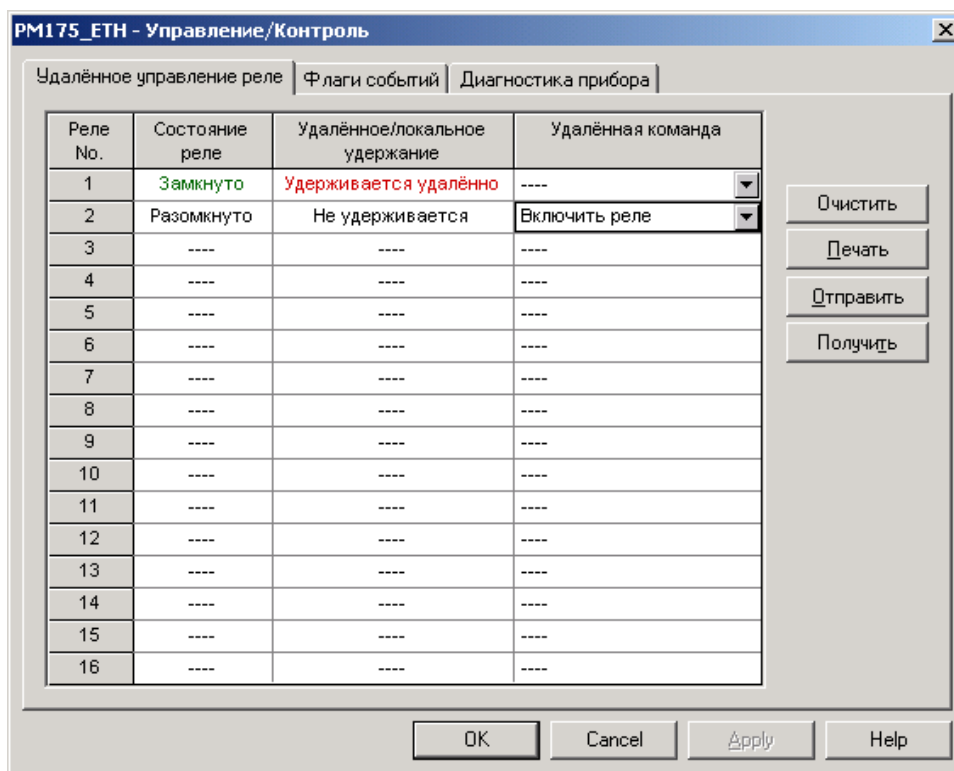 PM175_ETH - Управление/Контроль
Удалённое управление реле Флаги событий Диагностика прибора
Реле No. Состояние реле Удалённое/локальное удержание Удалённая команда
1 Замкнуто Удерживается удалённо ----
2 Разомкнуто Не удерживается Включить реле
3 ---- ---- ----
4 ---- ---- ----
5 ---- ---- ----
6 ---- ---- ----
7 ---- ---- ----
8 ---- ---- ----
9 ---- ---- ----
10 ---- ---- ----
11 ---- ---- ----
12 ---- ---- ----
13 ---- ---- ----
14 ---- ---- ----
15 ---- ---- ----
16 ---- ---- ----
Очистить
Печать
Отправить
Получить
OK Cancel Apply Help